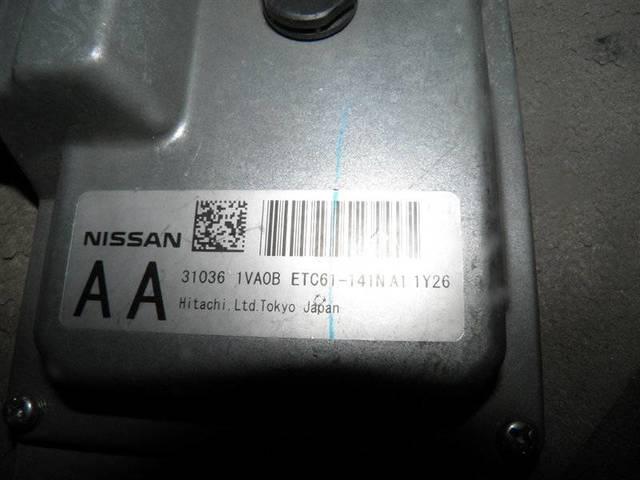 NISSAN
AA 31036 1VA0B ETC61-141N A1 1Y26
Hitachi.Ltd.Tokyo Japan